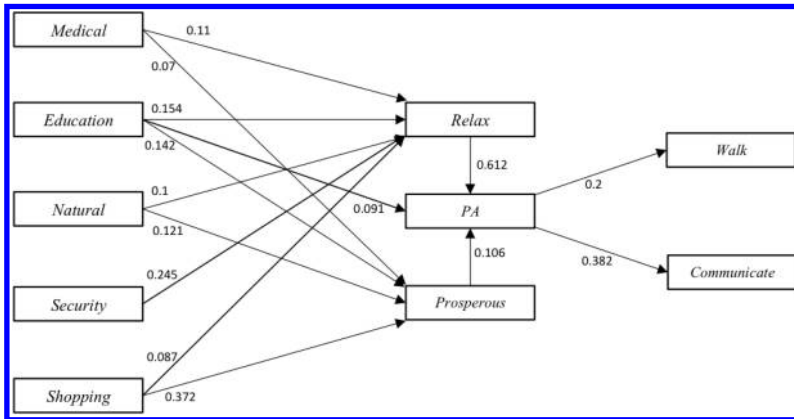 Medical
0.11
0.07
Education
0.154
0.142
Relax
Walk
0.612
0.2
Natural
0.1
0.121
0.091
PA
0.106
0.382
Communicate
Security
0.245
Prosperous
Shopping
0.087
0.372